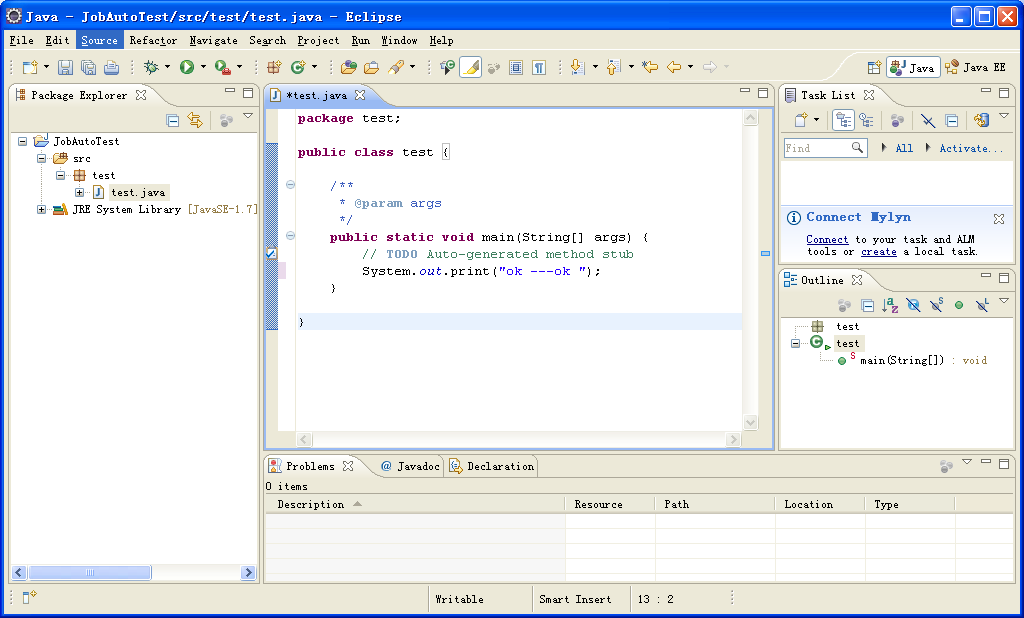 Java - JobAutoTest/src/test/test.java - Eclipse
File Edit Source Refactor Navigate Search Project Run Window Help
Java Java EE
Package Explorer
JobAutoTest
src
test
test.java
JRE System Library [JavaSE-1.7]
*test.java
package test;
public class test {
/**
* @param args
*/
public static void main(String[] args) {
// TODO Auto-generated method stub
System.out.print("ok ---ok ");
}
}
Task List
Find All Activate...
Connect Mylyn
Connect to your task and ALM
tools or create a local task.
Outline
test
test
main(String[]) : void
Problems Javadoc Declaration
0 items
Description Resource Path Location Type
Writable Smart Insert 13 : 2